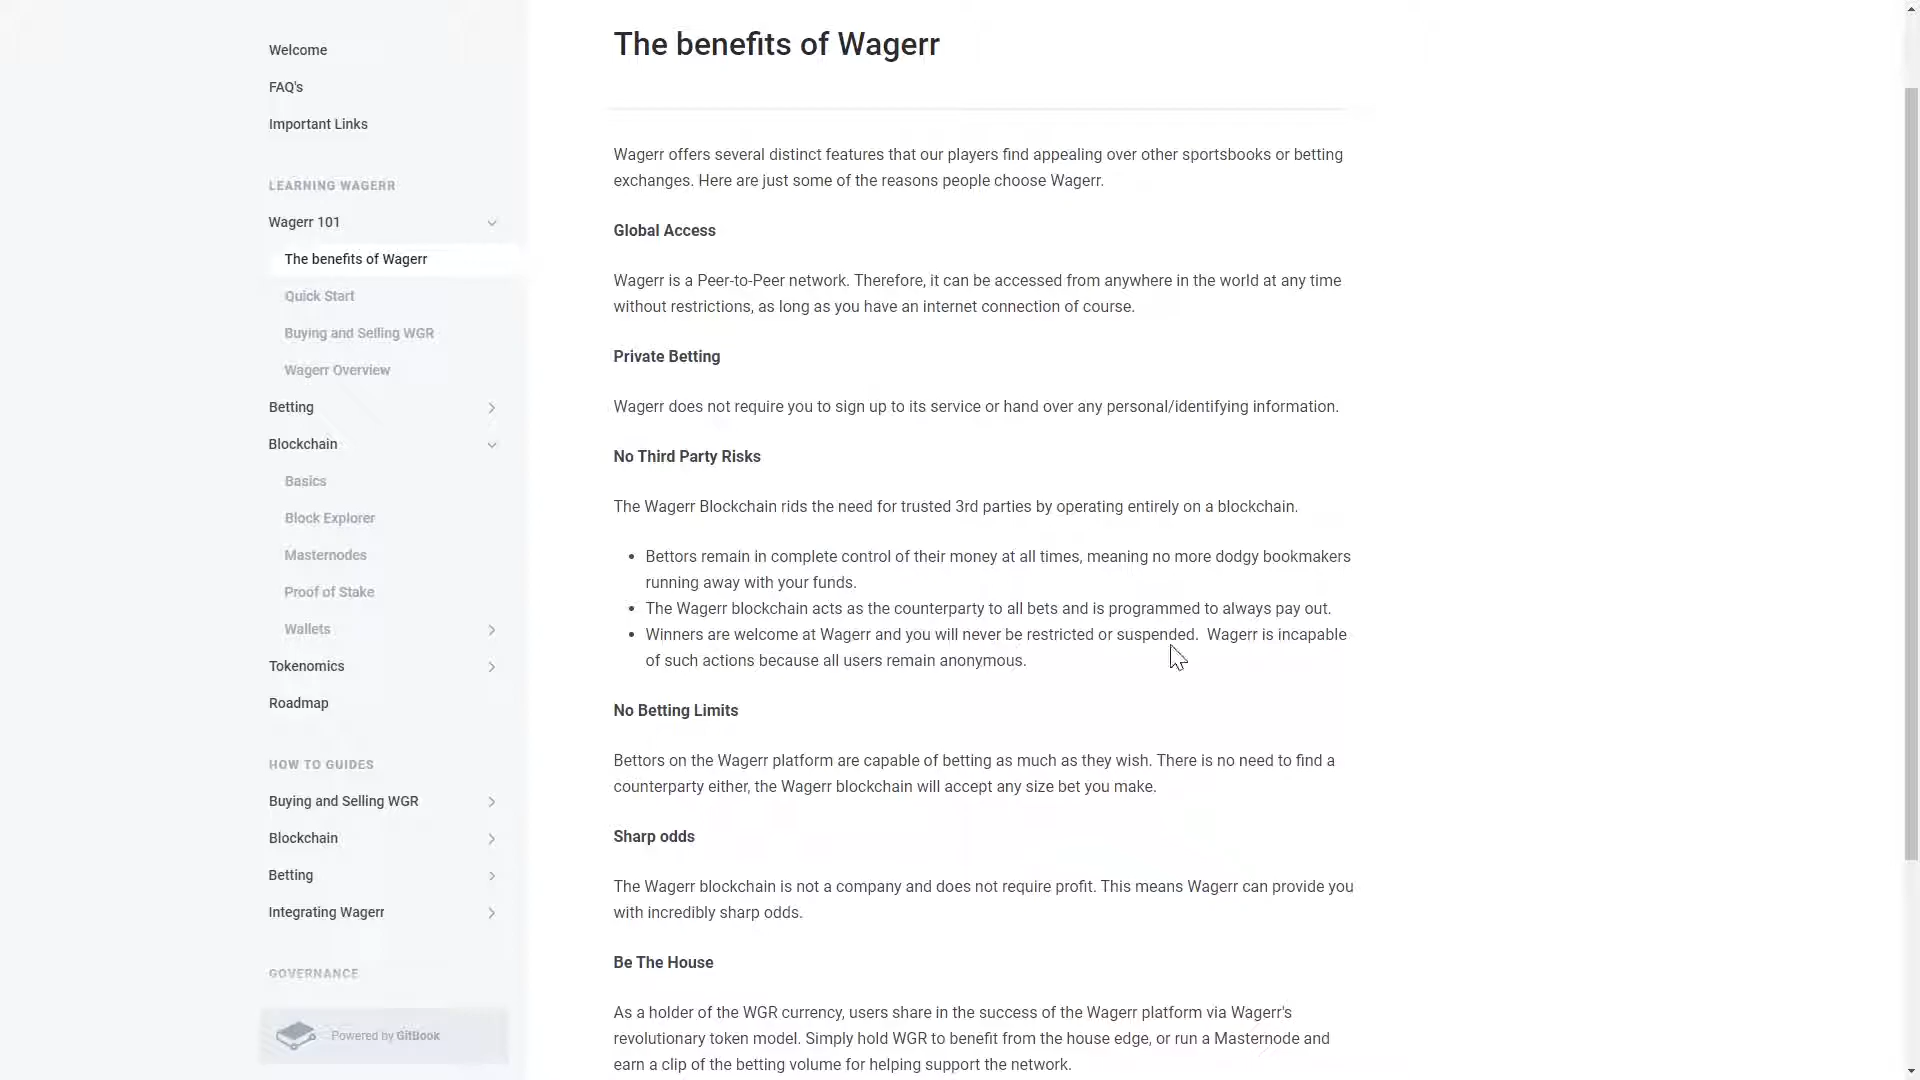 Welcome
FAQ's
Important Links
LEARNING WAGERR
Wagerr 101
The benefits of Wagerr
Quick Start
Buying and Selling WGR
Wagerr Overview
Betting
Blockchain
Basics
Block Explorer
Masternodes
Proof of Stake
Wallets
Tokenomics
Roadmap
HOW TO GUIDES
Buying and Selling WGR
Blockchain
Betting
Integrating Wagerr
GOVERNANCE
Powered by GitBook
The benefits of Wagerr
Wagerr offers several distinct features that our players find appealing over other sportsbooks or betting
exchanges. Here are just some of the reasons people choose Wagerr.
Global Access
Wagerr is a Peer-to-Peer network. Therefore, it can be accessed from anywhere in the world at any time
without restrictions, as long as you have an internet connection of course.
Private Betting
Wagerr does not require you to sign up to its service or hand over any personal/identifying information.
No Third Party Risks
The Wagerr Blockchain rids the need for trusted 3rd parties by operating entirely on a blockchain.
• Bettors remain in complete control of their money at all times, meaning no more dodgy bookmakers
running away with your funds.
• The Wagerr blockchain acts as the counterparty to all bets and is programmed to always pay out.
• Winners are welcome at Wagerr and you will never be restricted or suspended.  Wagerr is incapable
of such actions because all users remain anonymous.
No Betting Limits
Bettors on the Wagerr platform are capable of betting as much as they wish. There is no need to find a
counterparty either, the Wagerr blockchain will accept any size bet you make.
Sharp odds
The Wagerr blockchain is not a company and does not require profit. This means Wagerr can provide you
with incredibly sharp odds.
Be The House
As a holder of the WGR currency, users share in the success of the Wagerr platform via Wagerr's
revolutionary token model. Simply hold WGR to benefit from the house edge, or run a Masternode and
earn a clip of the betting volume for helping support the network.